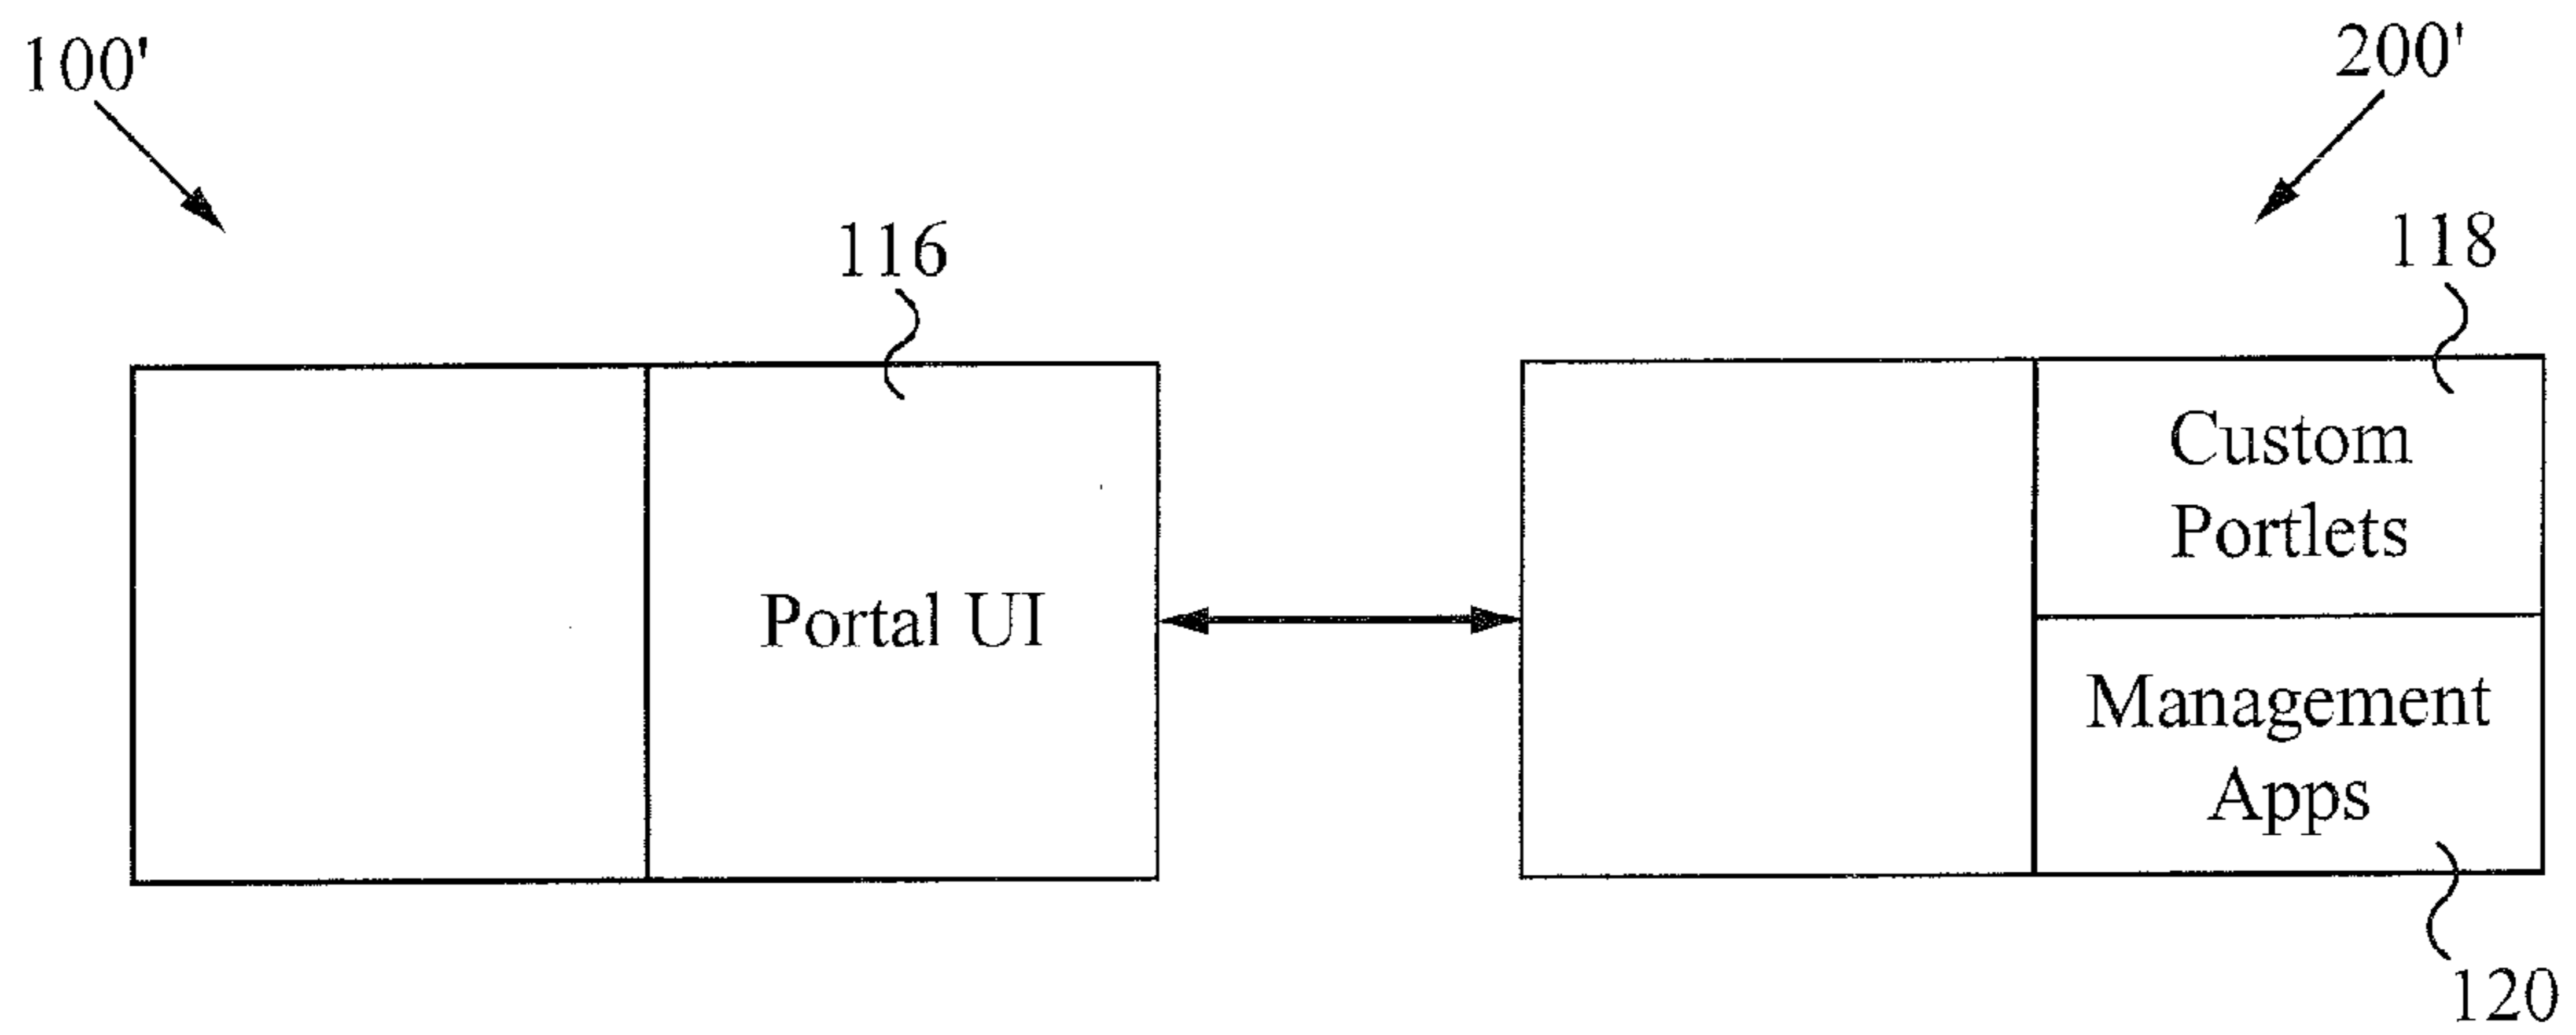 100'
200'
116
118
Custom
Portlets
Portal UI
Management
Apps
120